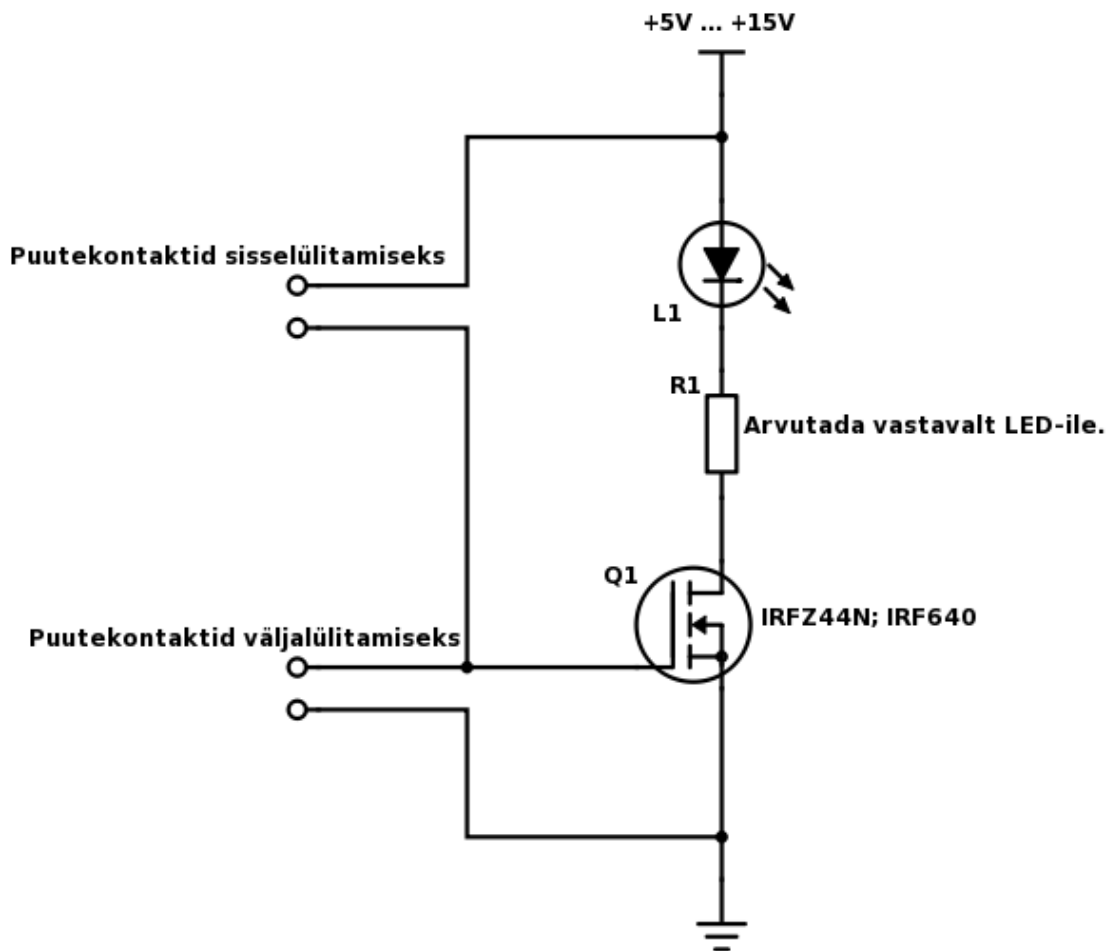 +5V ... +15V
Puutekontaktid sisselülitamiseks
L1
R1
Arvutada vastavalt LED-ile.
Q1
IRFZ44N; IRF640
Puutekontaktid väljalülitamiseks